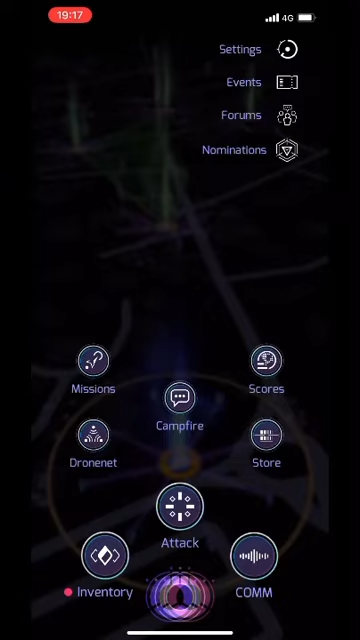 19:17
4G
Settings
Events
Forums
Nominations
Missions
Scores
Campfire
Dronenet
Store
Attack
Inventory
COMM